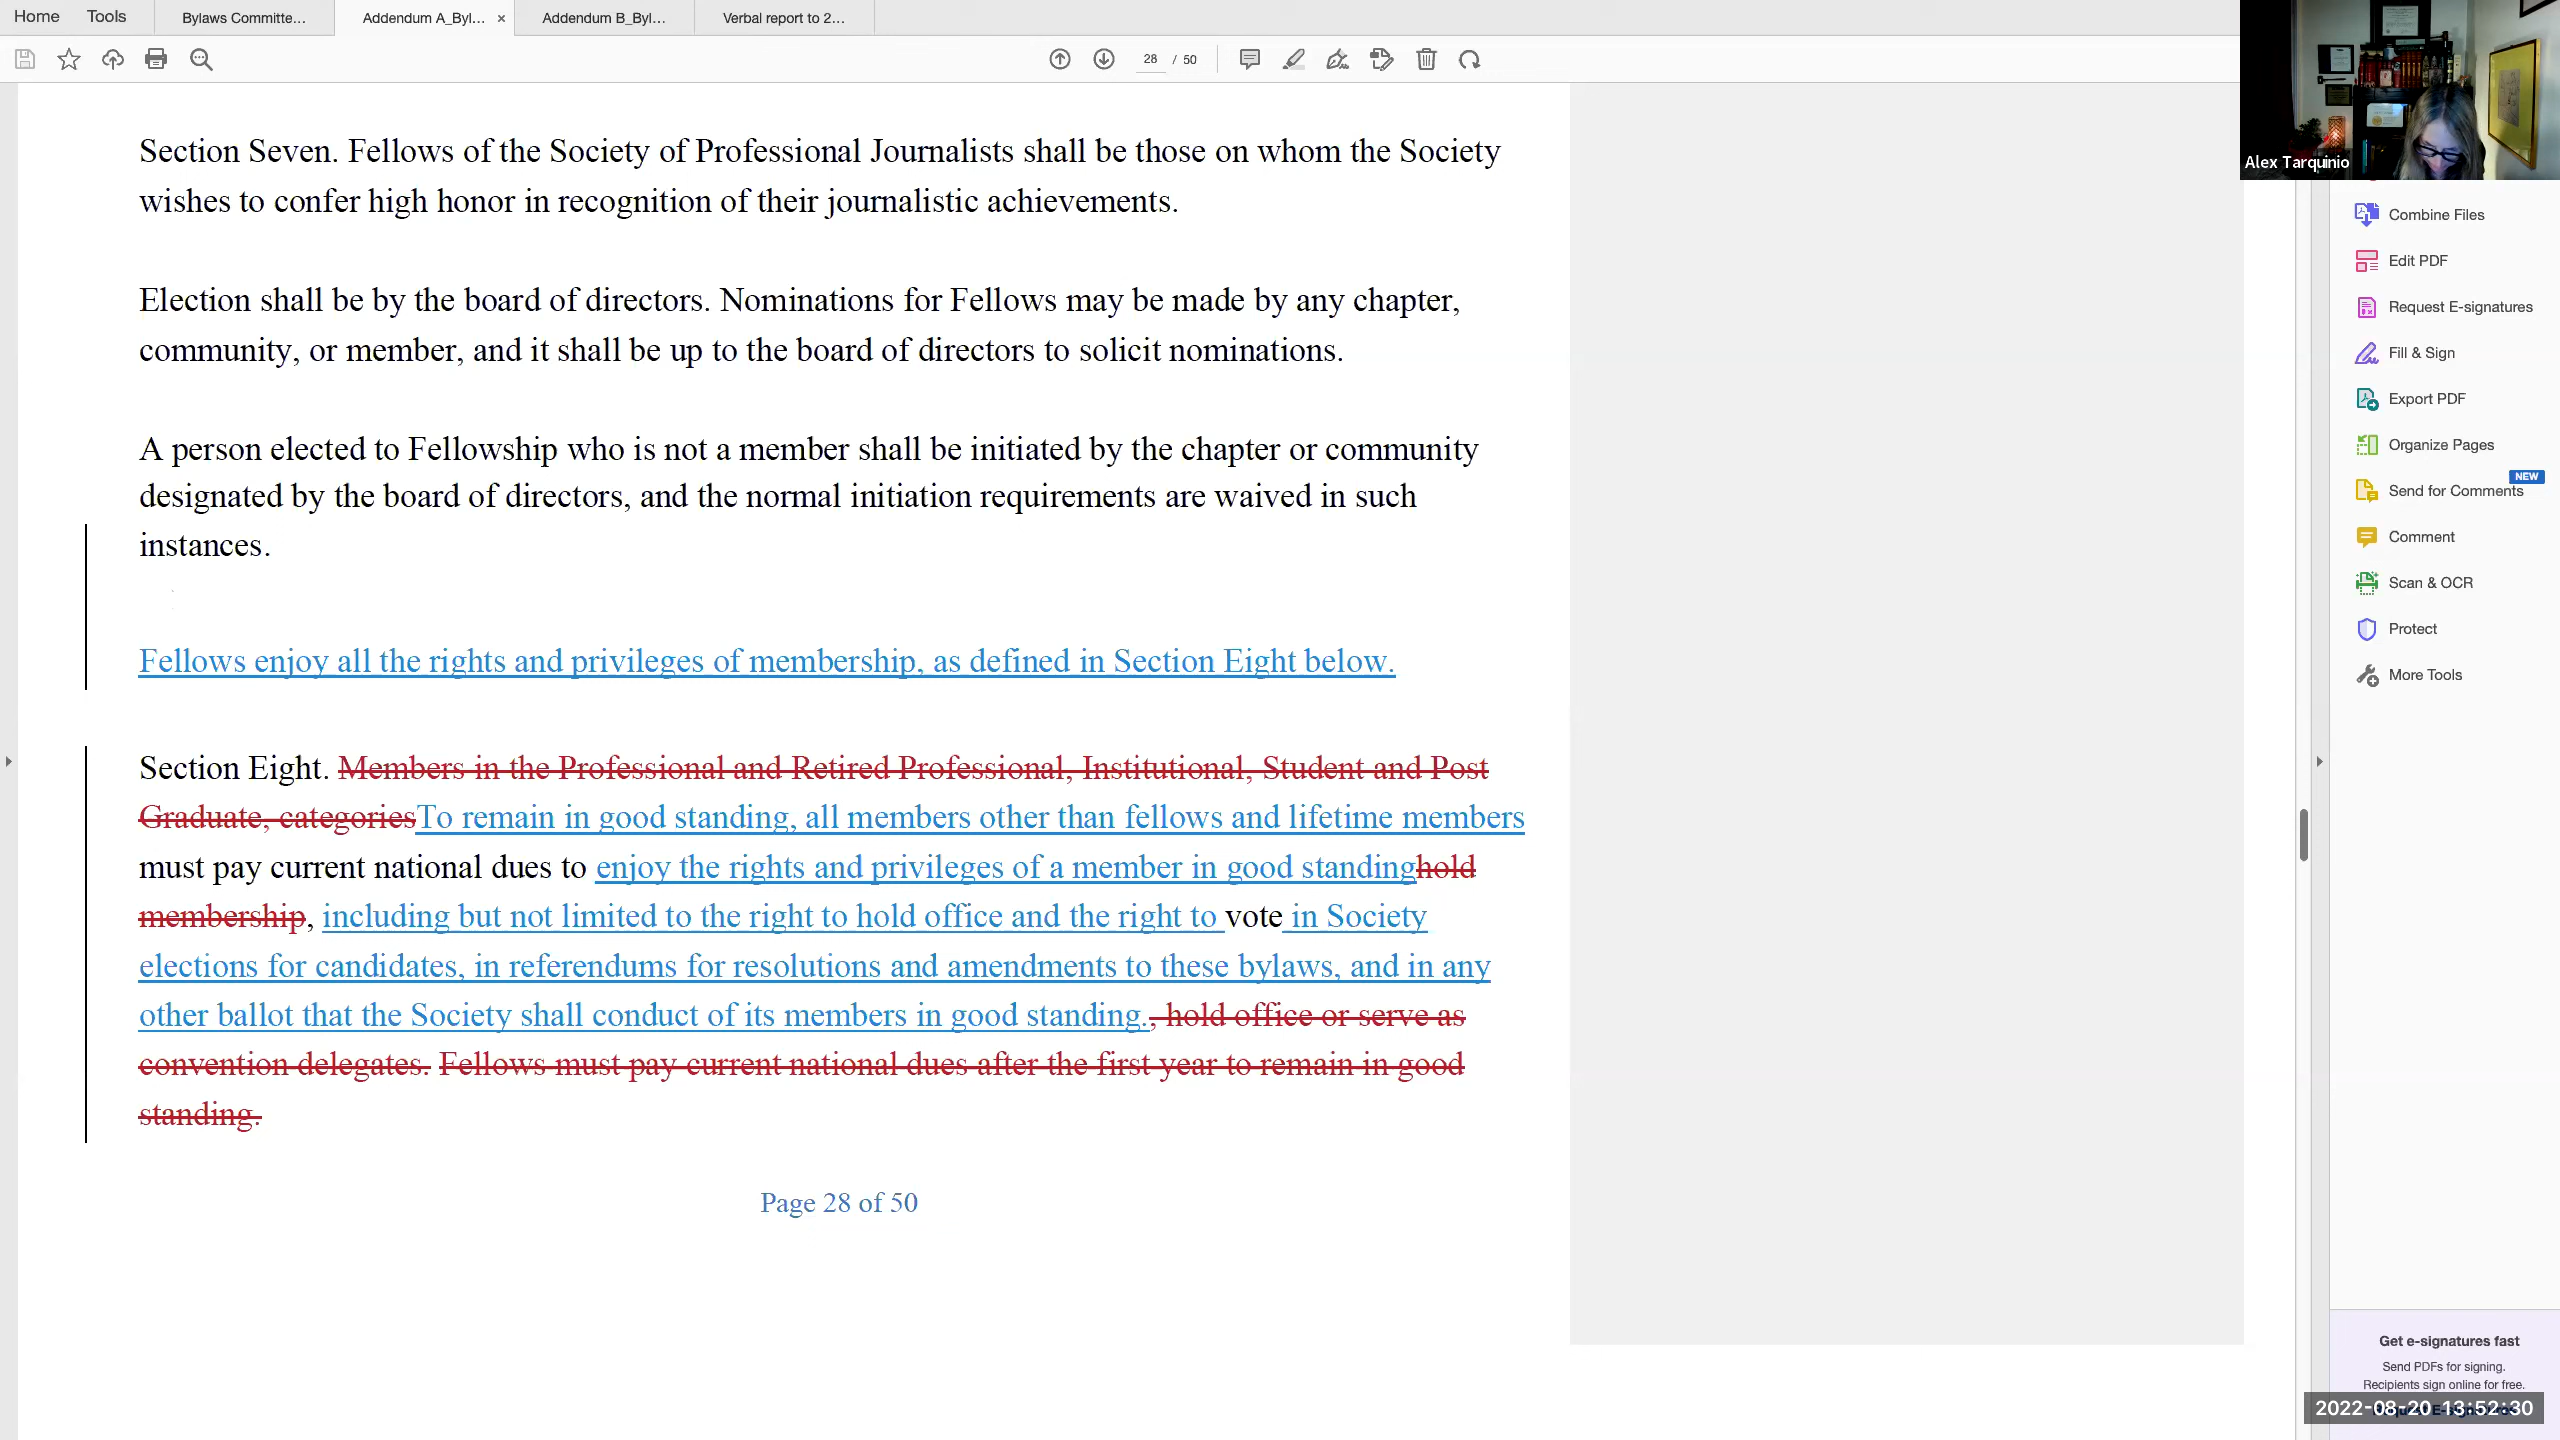 Home Tools Bylaws Committe... Addendum A_Byl... × Addendum B_Byl... Verbal report to 2...
28 / 50
Alex Tarquinio
Section Seven. Fellows of the Society of Professional Journalists shall be those on whom the Society
wishes to confer high honor in recognition of their journalistic achievements.
Election shall be by the board of directors. Nominations for Fellows may be made by any chapter,
community, or member, and it shall be up to the board of directors to solicit nominations.
A person elected to Fellowship who is not a member shall be initiated by the chapter or community
designated by the board of directors, and the normal initiation requirements are waived in such
instances.
Fellows enjoy all the rights and privileges of membership, as defined in Section Eight below.
Section Eight. Members in the Professional and Retired Professional, Institutional, Student and Post
Graduate, categoriesTo remain in good standing, all members other than fellows and lifetime members
must pay current national dues to enjoy the rights and privileges of a member in good standinghold
membership, including but not limited to the right to hold office and the right to vote in Society
elections for candidates, in referendums for resolutions and amendments to these bylaws, and in any
other ballot that the Society shall conduct of its members in good standing., hold office or serve as
convention delegates. Fellows must pay current national dues after the first year to remain in good
standing.
Page 28 of 50
Combine Files
Edit PDF
Request E-signatures
Fill & Sign
Export PDF
Organize Pages
NEW
Send for Comments
Comment
Scan & OCR
Protect
More Tools
Get e-signatures fast
Send PDFs for signing.
Recipients sign online for free.
2022-08-20 13:52:30